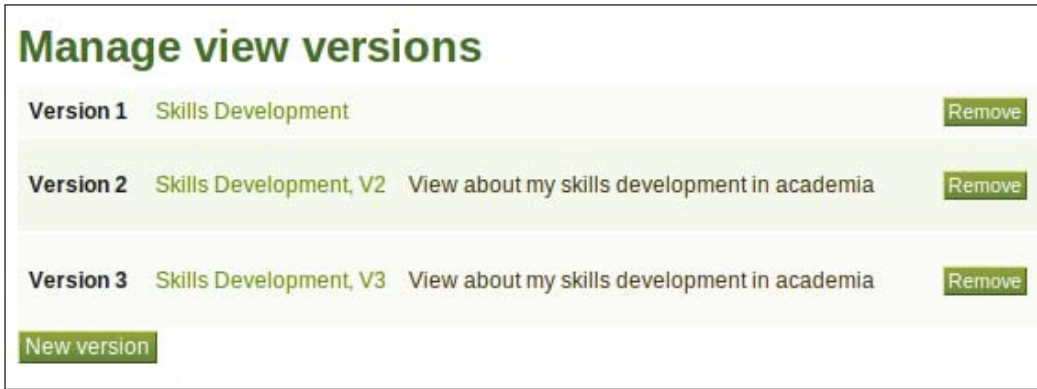 Manage view versions
Version 1 Skills Development Remove
Version 2 Skills Development, V2 View about my skills development in academia Remove
Version 3 Skills Development, V3 View about my skills development in academia Remove
New version